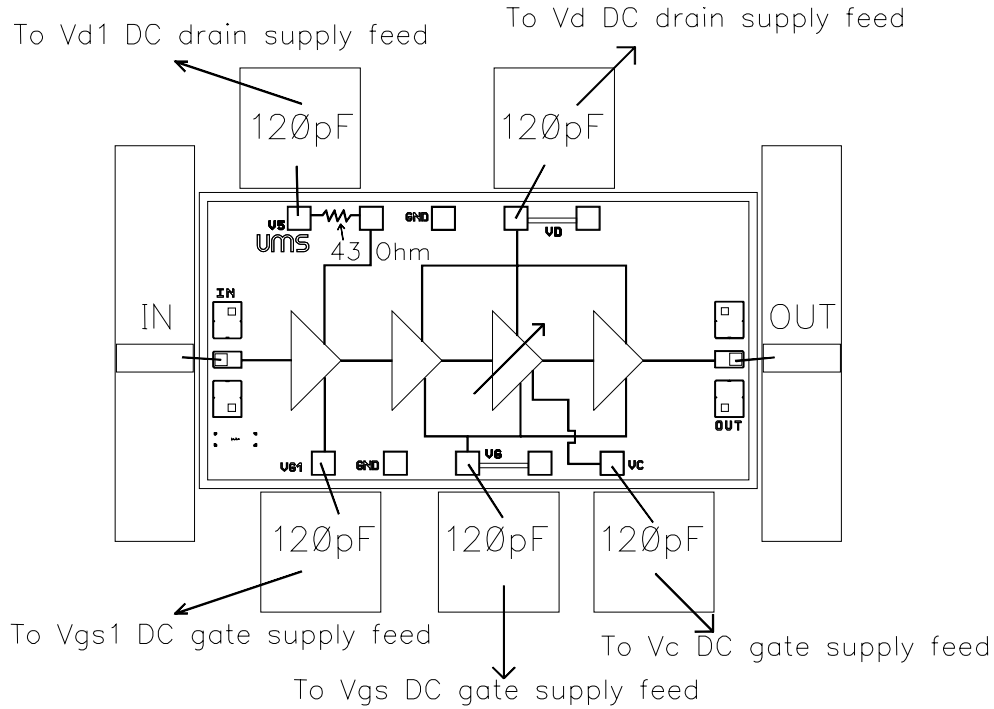 To Vd1 DC drain supply feed
To Vd DC drain supply feed
120pF
120pF
V5
GND
VD
ums
43 Ohm
IN
IN
OUT
OUT
VG1
GND
VG
VC
120pF
120pF
120pF
To Vgs1 DC gate supply feed
To Vc DC gate supply feed
To Vgs DC gate supply feed